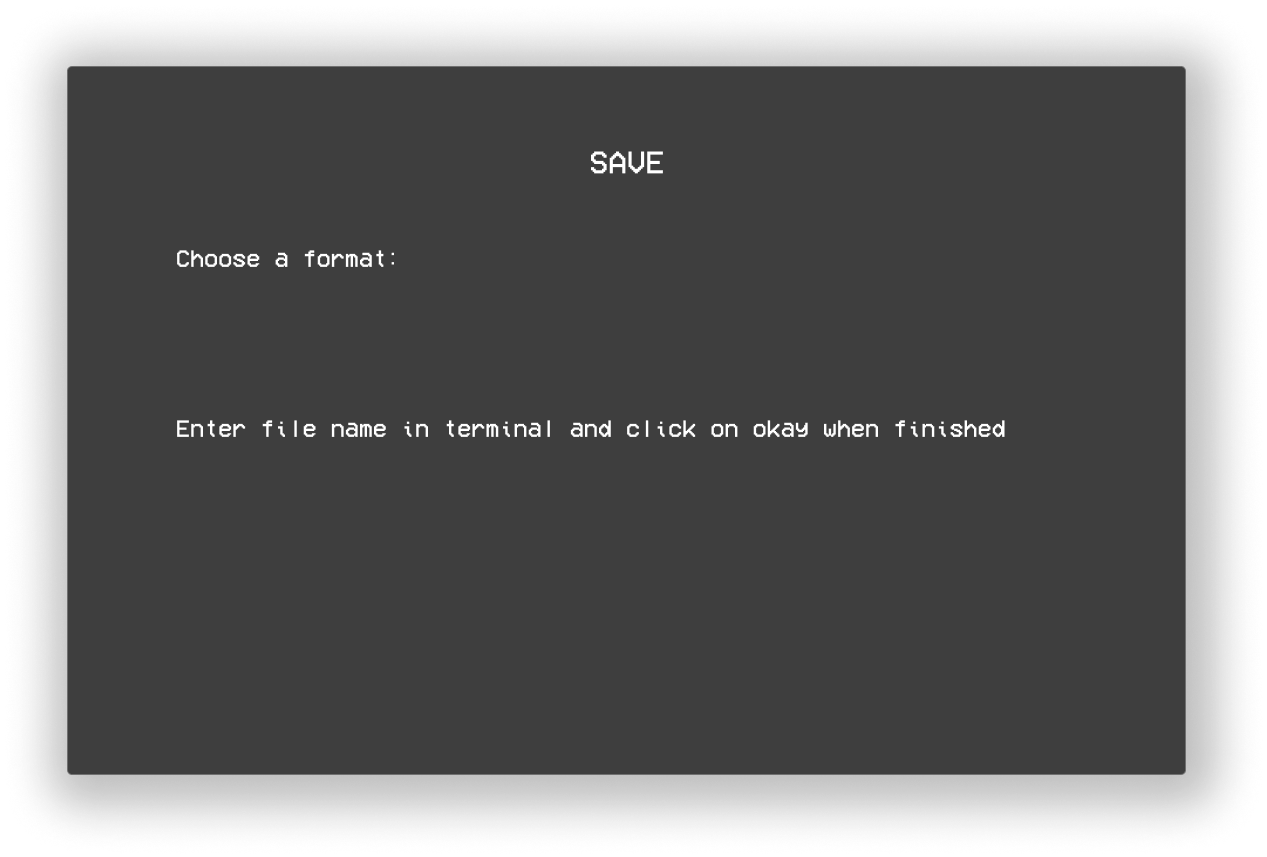 SAVE
Choose a format:
Enter file name in terminal and click on okay when finished